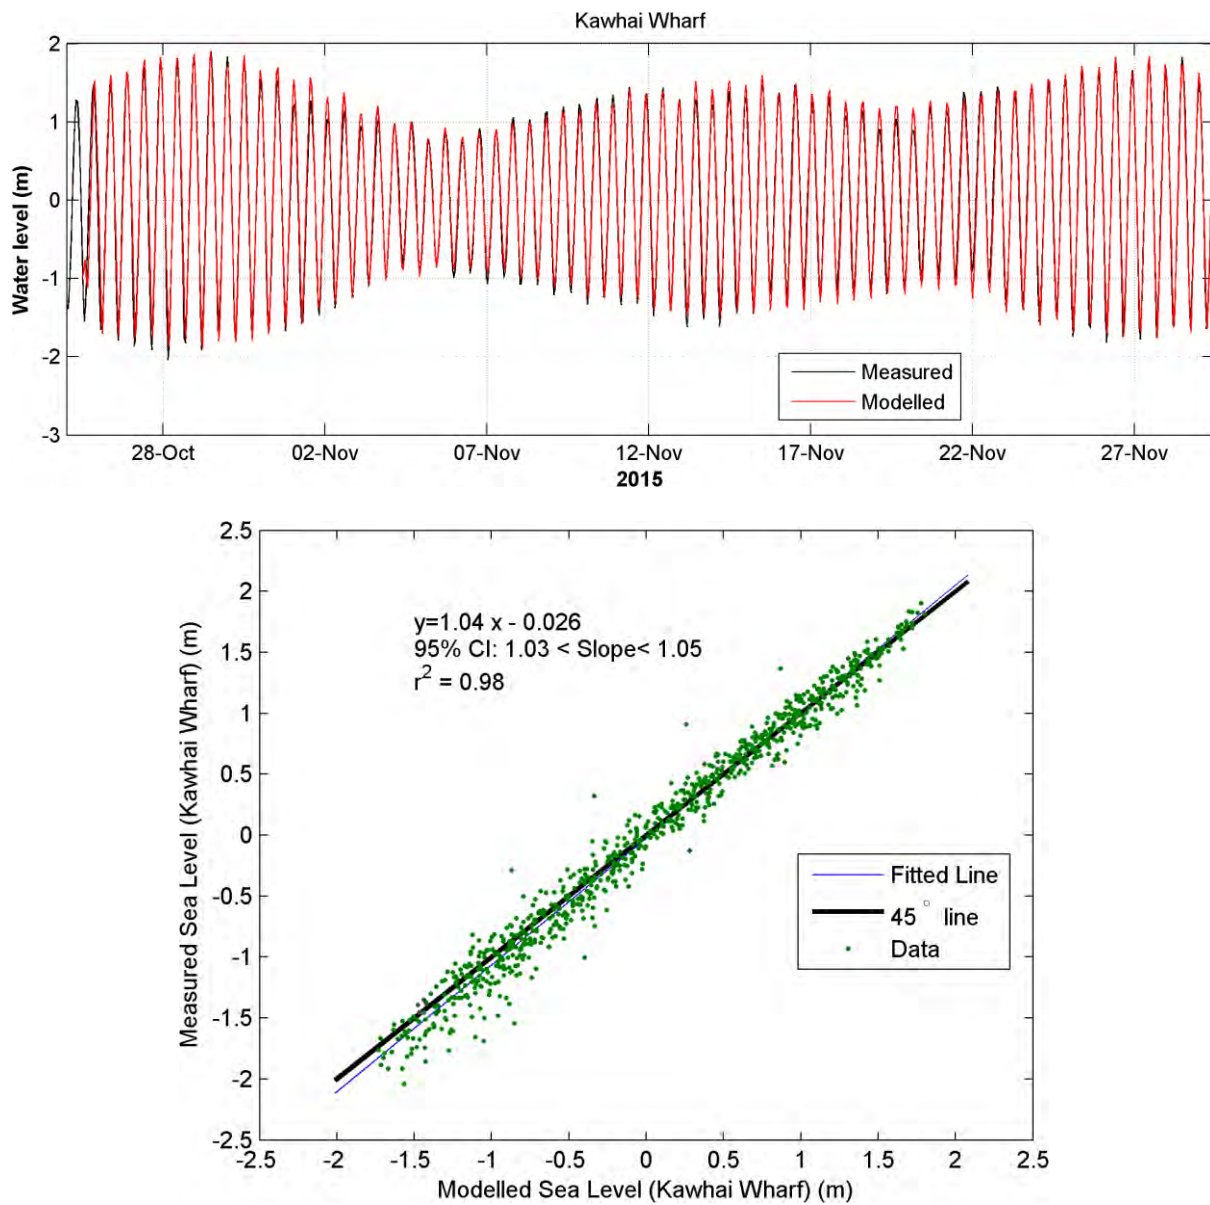 Kawhai Wharf
2
1
0
-1
-2
-3
Water level (m)
Measured
Modelled
28-Oct 02-Nov 07-Nov 12-Nov 17-Nov 22-Nov 27-Nov
2015
2.5
2
1.5
1
0.5
0
-0.5
-1
-1.5
-2
-2.5
Measured Sea Level (Kawhai Wharf) (m)
y=1.04 x - 0.026
95% CI: 1.03 < Slope< 1.05
r² = 0.98
Fitted Line
45° line
Data
-2.5 -2 -1.5 -1 -0.5 0 0.5 1 1.5 2 2.5
Modelled Sea Level (Kawhai Wharf) (m)